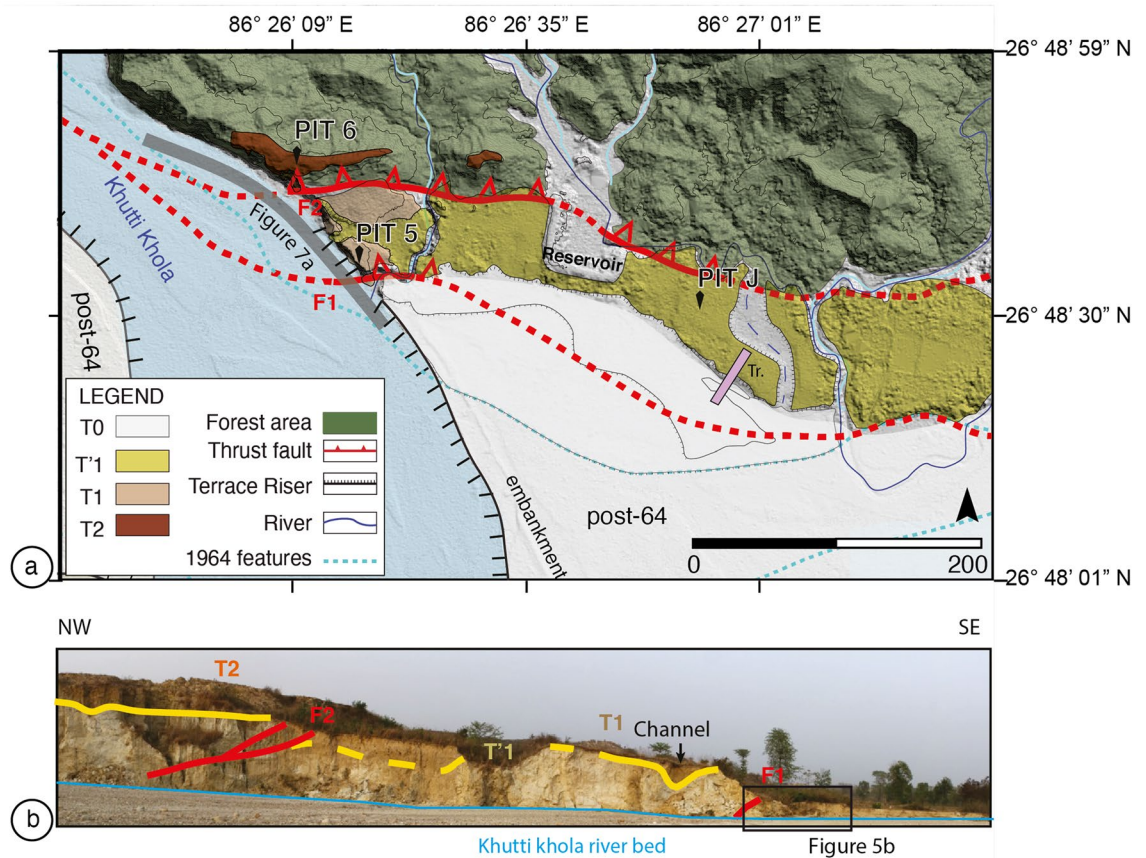 86° 26' 09" E
86° 26' 35" E
86° 27' 01" E
26° 48' 59" N
PIT 6
F2
Khutti Khola
Figure 7a
PIT 5
Reservoir
PIT J
F1
26° 48' 30" N
post-64
Tr.
LEGEND
T0
T'1
T1
T2
Forest area
Thrust fault
Terrace Riser
River
1964 features
embankment
post-64
0
200
a
26° 48' 01" N
NW
SE
T2
F2
T'1
T1
Channel
F1
b
Khutti khola river bed
Figure 5b